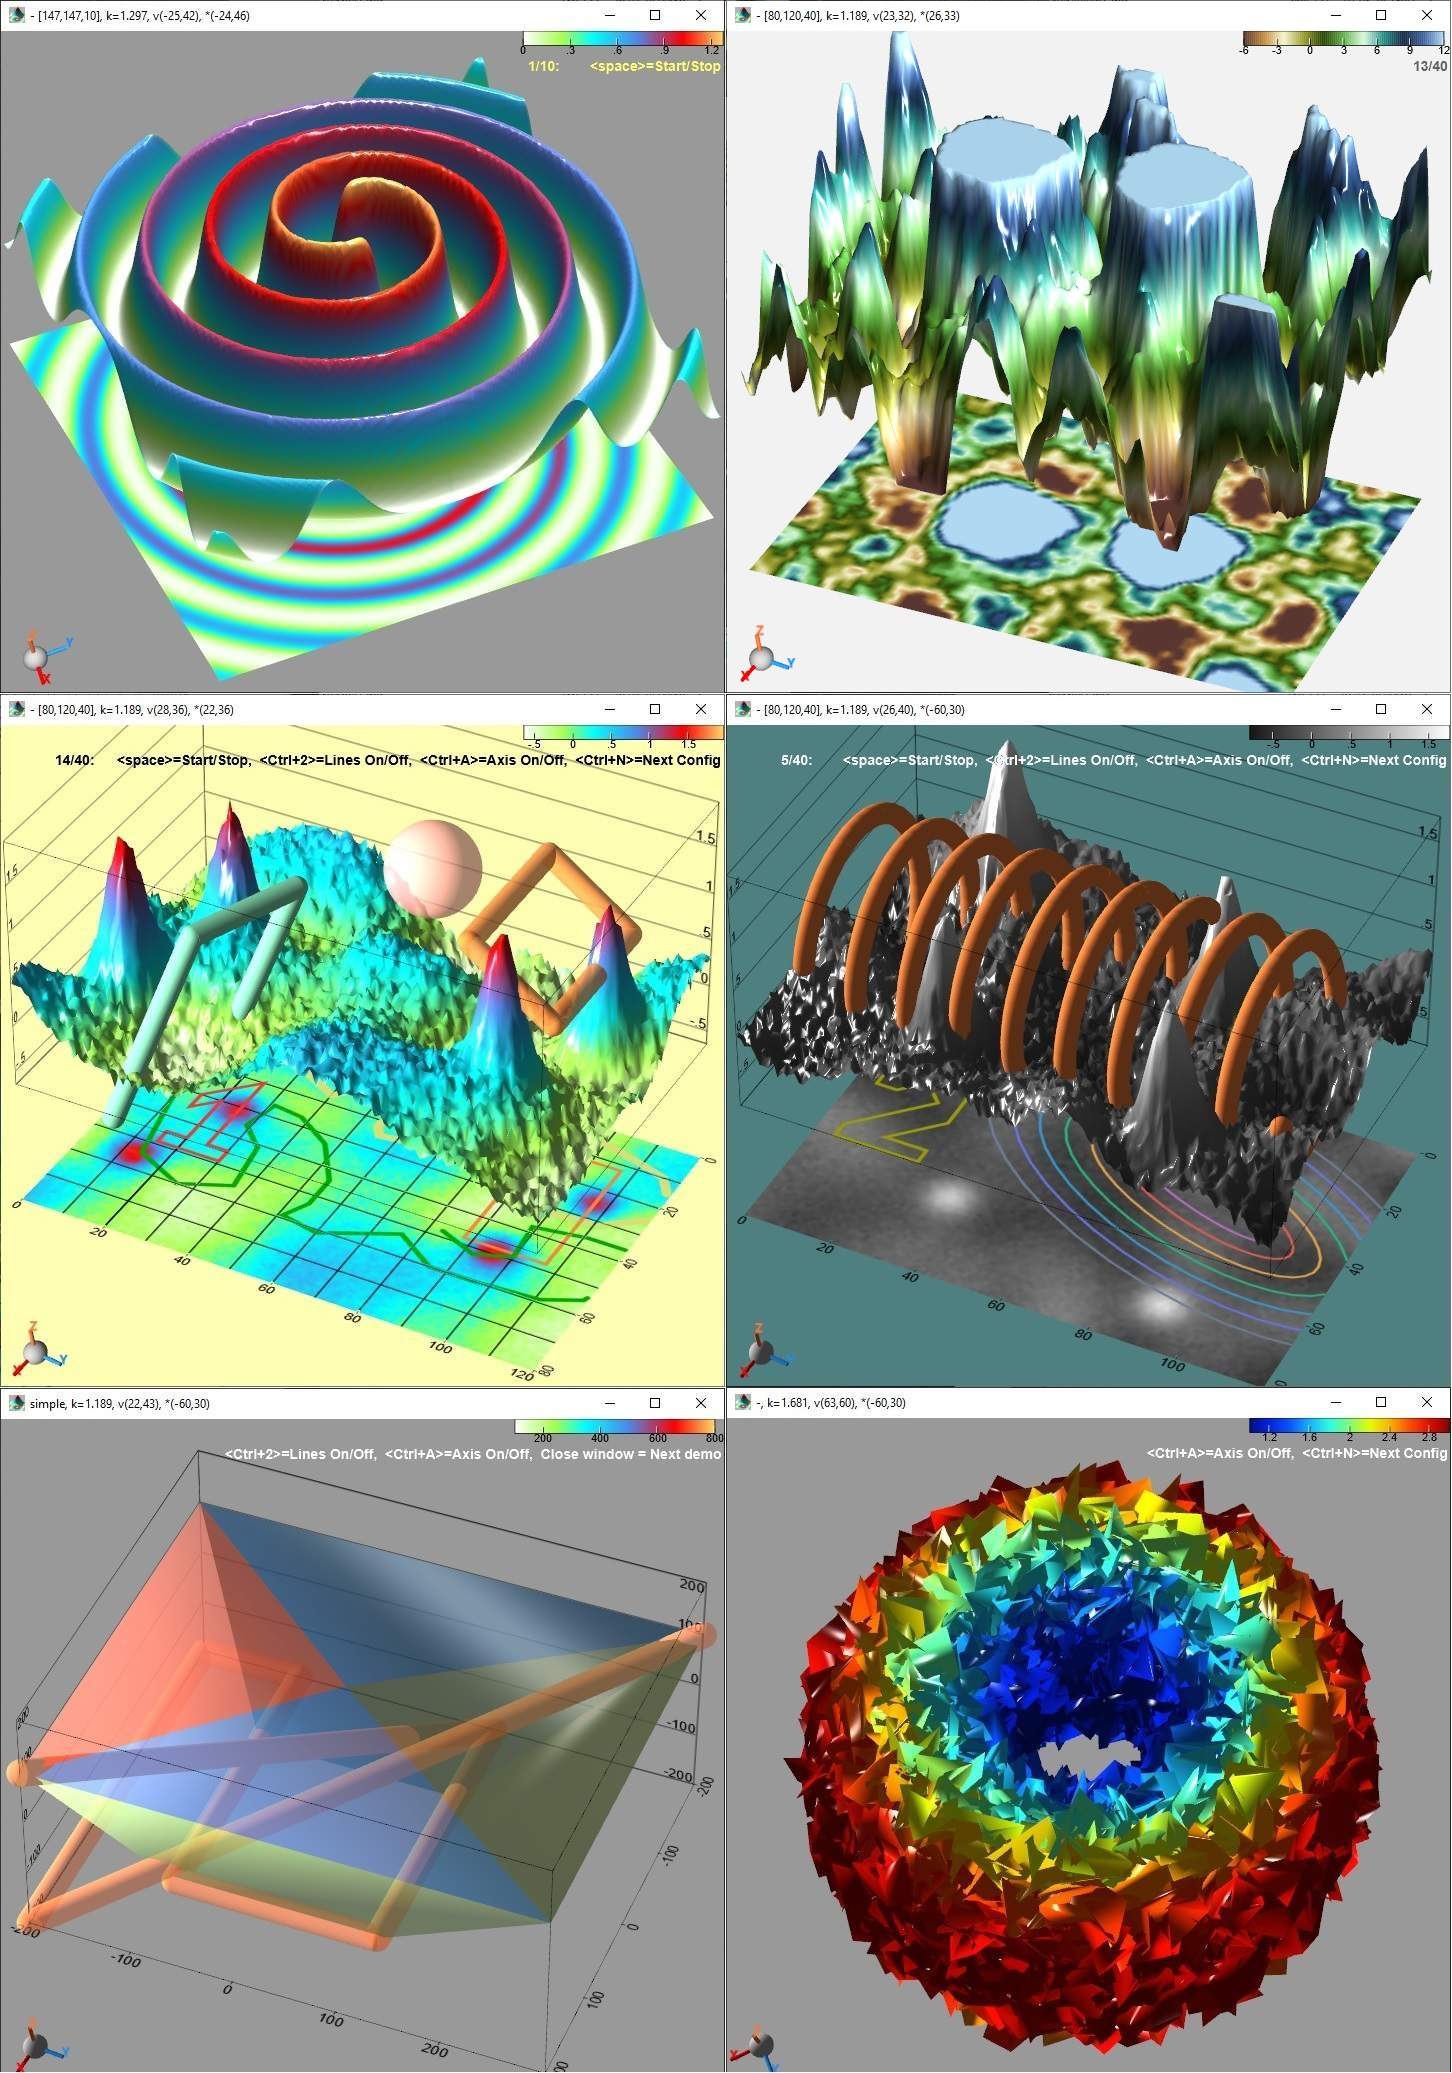 - [147,147,10], k=1.297, v(-25,42), *(-24,46)
0 .3 .6 .9 1.2
1/10: <space>=Start/Stop
Z
Y
X
- [80,120,40], k=1.189, v(23,32), *(26,33)
-6 -3 0 3 6 9 12
13/40
Z
Y
X
- [80,120,40], k=1.189, v(28,36), *(22,36)
-.5 0 .5 1 1.5
14/40: <space>=Start/Stop, <Ctrl+2>=Lines On/Off, <Ctrl+A>=Axis On/Off, <Ctrl+N>=Next Config
1.5
1
.5
0
-.5
1.5
1
.5
0
-.5
0
20
40
60
80
100
120
0
20
40
60
80
Z
Y
X
- [80,120,40], k=1.189, v(26,40), *(-60,30)
-.5 0 .5 1 1.5
5/40: <space>=Start/Stop, <Ctrl+2>=Lines On/Off, <Ctrl+A>=Axis On/Off, <Ctrl+N>=Next Config
1.5
1
.5
1.5
1
0
-.5
0
20
40
60
80
100
0
20
40
60
Z
Y
X
simple, k=1.189, v(22,43), *(-60,30)
200 400 600 800
<Ctrl+2>=Lines On/Off, <Ctrl+A>=Axis On/Off, Close window = Next demo
200
100
0
-100
-200
200
0
-100
-200
-100
0
100
200
-200
-100
0
100
Y
X
-, k=1.681, v(63,60), *(-60,30)
1.2 1.6 2 2.4 2.8
<Ctrl+A>=Axis On/Off, <Ctrl+N>=Next Config
X
Y